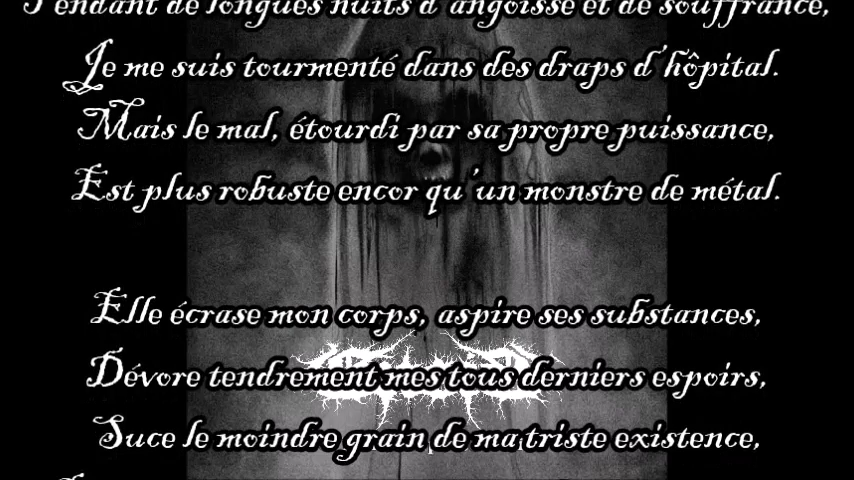 Pendant de longues nuits d'angoisse et de souffrance,
Je me suis tourmenté dans des draps d'hôpital.
Mais le mal, étourdi par sa propre puissance,
Est plus robuste encor qu'un monstre de métal.
Elle écrase mon corps, aspire ses substances,
Dévore tendrement mes tous derniers espoirs,
Suce le moindre grain de ma triste existence,